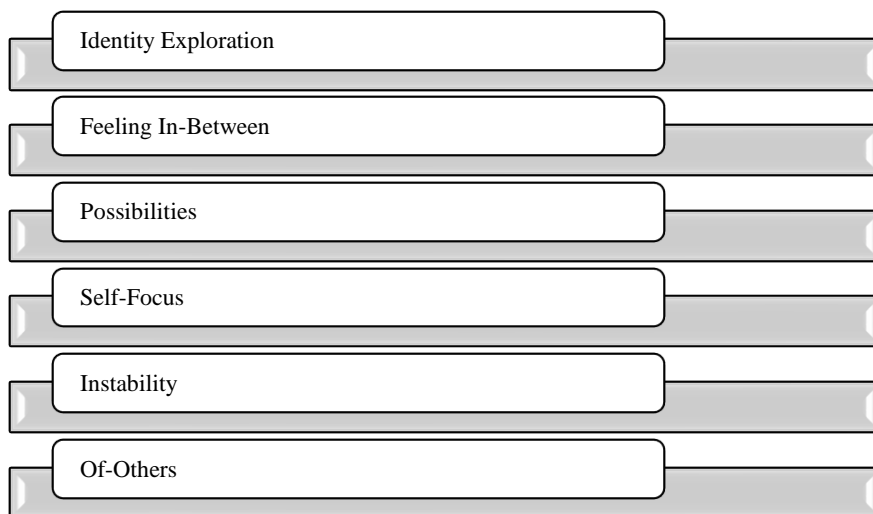 Identity Exploration
Feeling In-Between
Possibilities
Self-Focus
Instability
Of-Others